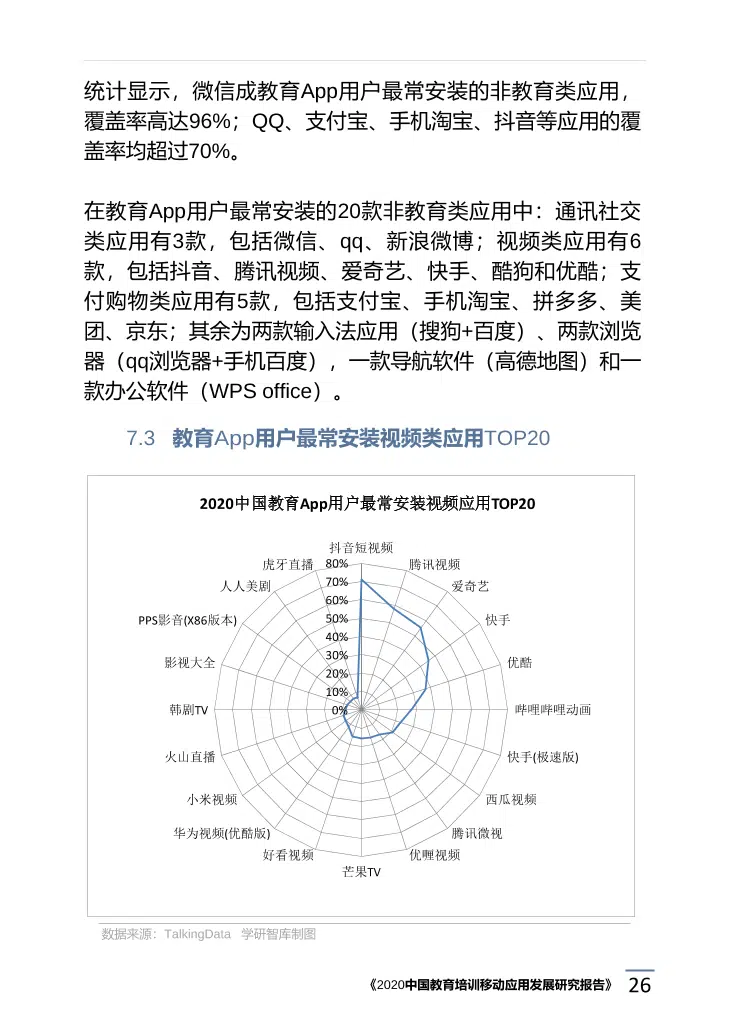 统计显示，微信成教育App用户最常安装的非教育类应用，
覆盖率高达96%；QQ、支付宝、手机淘宝、抖音等应用的覆
盖率均超过70%。
在教育App用户最常安装的20款非教育类应用中：通讯社交
类应用有3款，包括微信、qq、新浪微博；视频类应用有6
款，包括抖音、腾讯视频、爱奇艺、快手、酷狗和优酷；支
付购物类应用有5款，包括支付宝、手机淘宝、拼多多、美
团、京东；其余为两款输入法应用（搜狗+百度）、两款浏览
器（qq浏览器+手机百度），一款导航软件（高德地图）和一
款办公软件（WPS office）。
7.3 教育App用户最常安装视频类应用TOP20
2020中国教育App用户最常安装视频应用TOP20
抖音短视频
腾讯视频
爱奇艺
快手
优酷
哔哩哔哩动画
快手(极速版)
西瓜视频
腾讯微视
优喱视频
芒果TV
好看视频
华为视频(优酷版)
小米视频
火山直播
韩剧TV
影视大全
PPS影音(X86版本)
人人美剧
虎牙直播
80%
70%
60%
50%
40%
30%
20%
10%
0%
数据来源：TalkingData 学研智库制图
《2020中国教育培训移动应用发展研究报告》 26